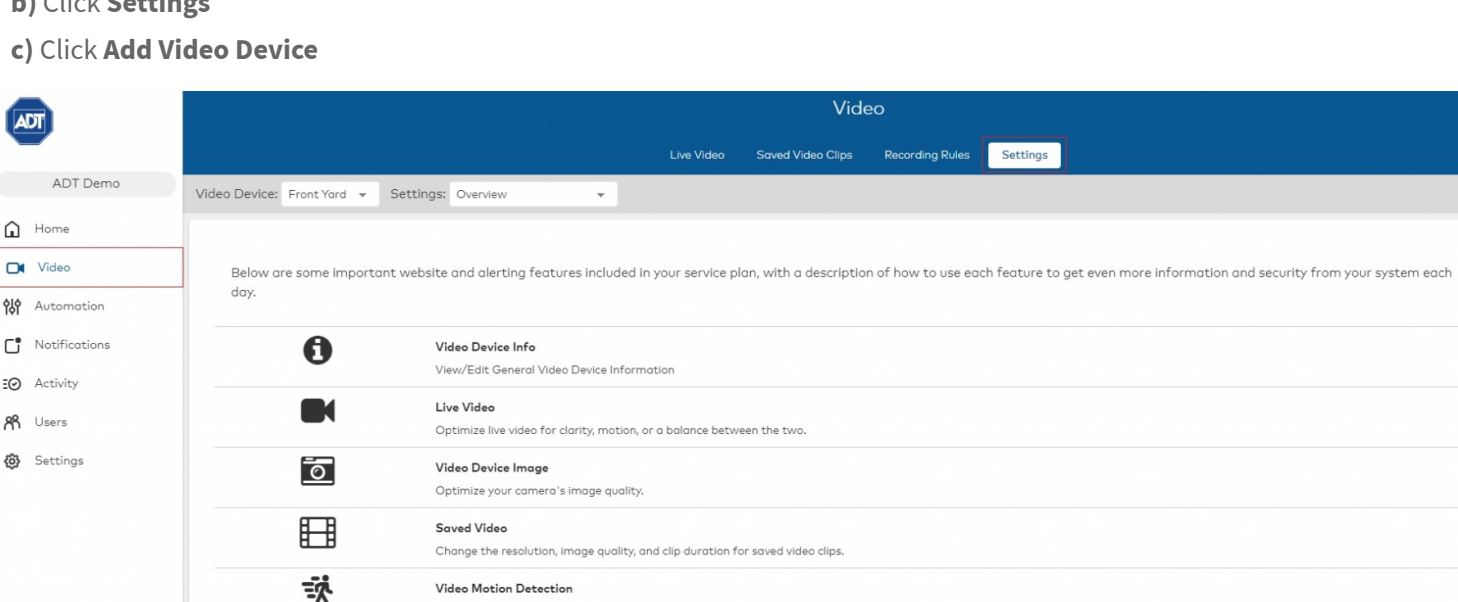 b) Click Settings
c) Click Add Video Device
ADT
Video
Live Video Saved Video Clips Recording Rules Settings
ADT Demo
Video Device: Front Yard Settings: Overview
Home
Video
Automation
Notifications
Activity
Users
Settings
Below are some important website and alerting features included in your service plan, with a description of how to use each feature to get even more information and security from your system each
day.
Video Device Info
View/Edit General Video Device Information
Live Video
Optimize live video for clarity, motion, or a balance between the two.
Video Device Image
Optimize your camera's image quality.
Saved Video
Change the resolution, image quality, and clip duration for saved video clips.
Video Motion Detection